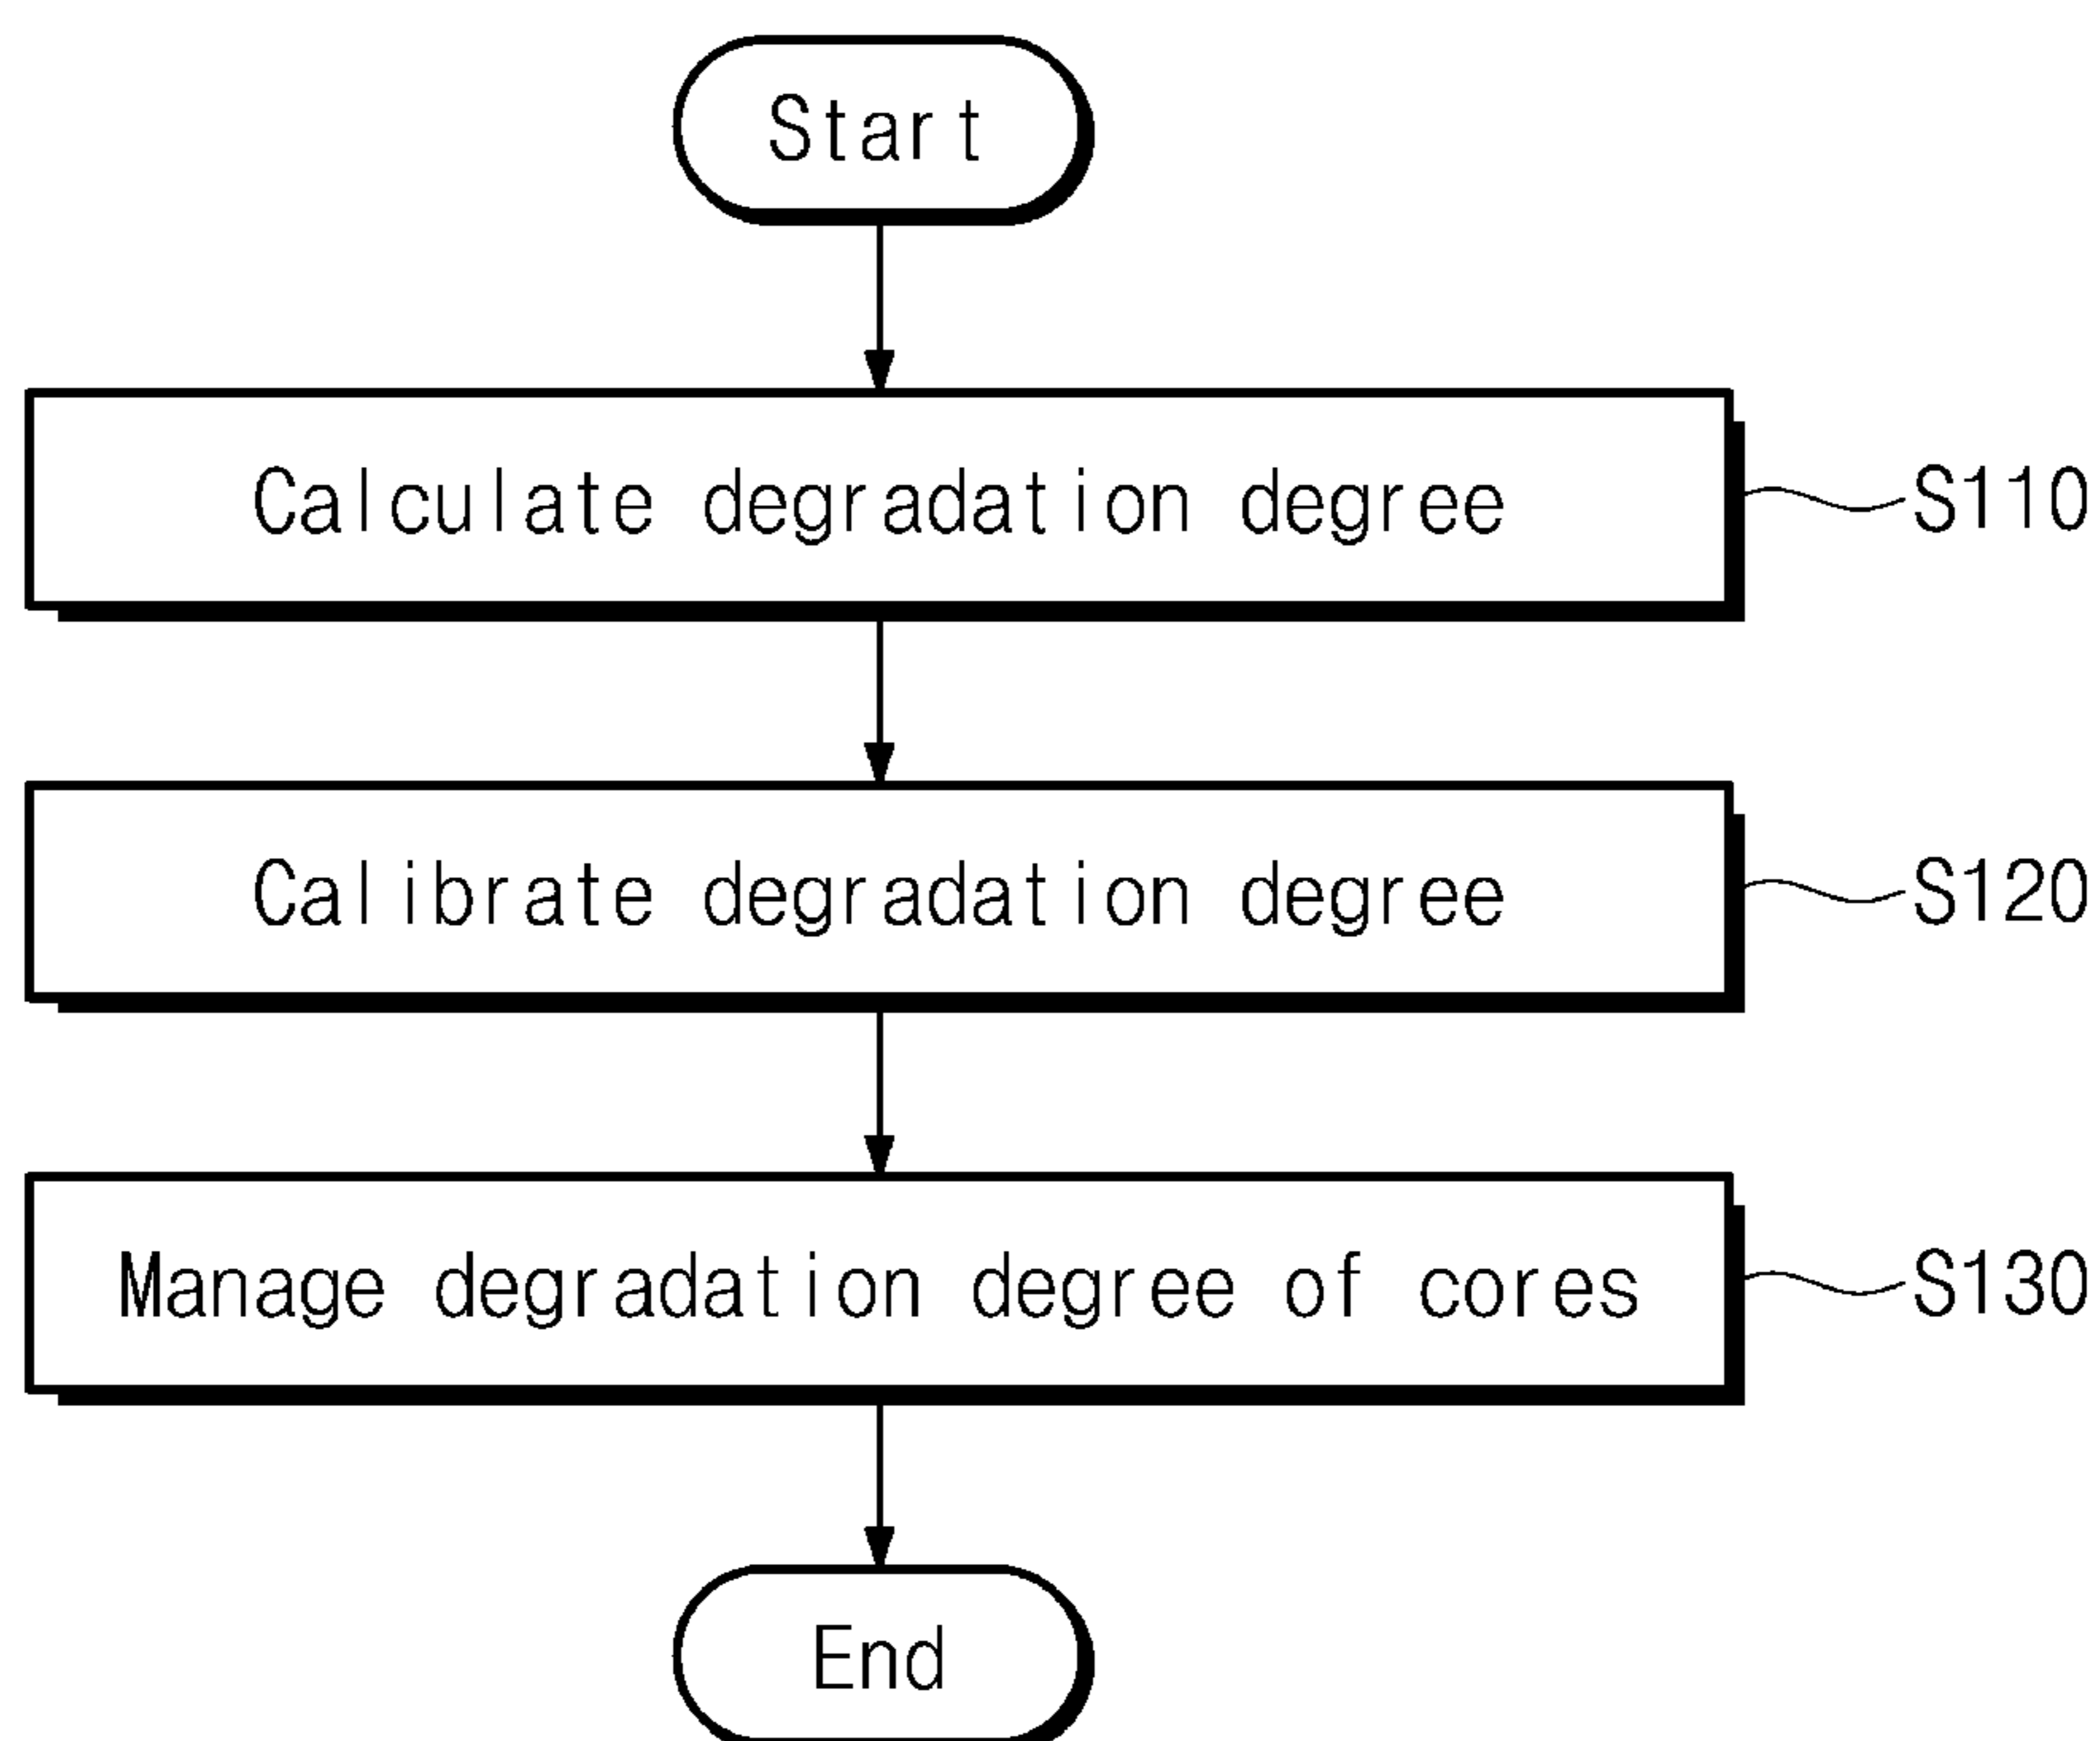 Start
Calculate degradation degree
S110
Calibrate degradation degree
S120
Manage degradation degree of cores
S130
End